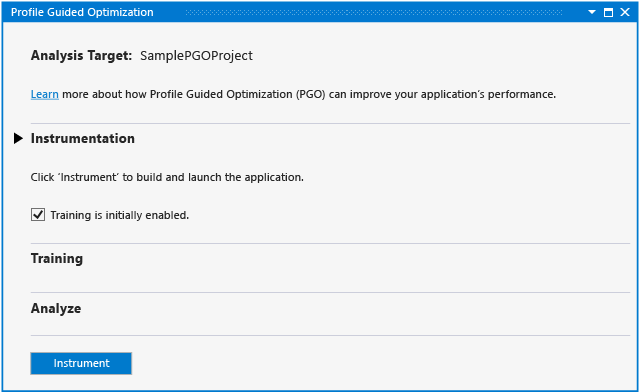 Profile Guided Optimization
Analysis Target: SamplePGOProject
Learn more about how Profile Guided Optimization (PGO) can improve your application's performance.
Instrumentation
Click 'Instrument' to build and launch the application.
Training is initially enabled.
Training
Analyze
Instrument